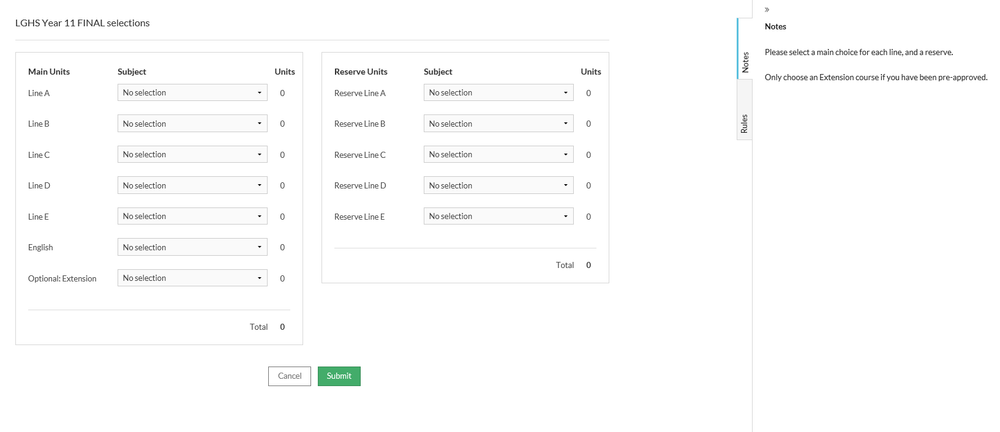 LGHS Year 11 FINAL selections
Main Units Subject Units
Line A No selection 0
Line B No selection 0
Line C No selection 0
Line D No selection 0
Line E No selection 0
English No selection 0
Optional: Extension No selection 0
Total 0
Reserve Units Subject Units
Reserve Line A No selection 0
Reserve Line B No selection 0
Reserve Line C No selection 0
Reserve Line D No selection 0
Reserve Line E No selection 0
Total 0
Cancel Submit
Notes
Rules
»
Notes
Please select a main choice for each line, and a reserve.
Only choose an Extension course if you have been pre-approved.